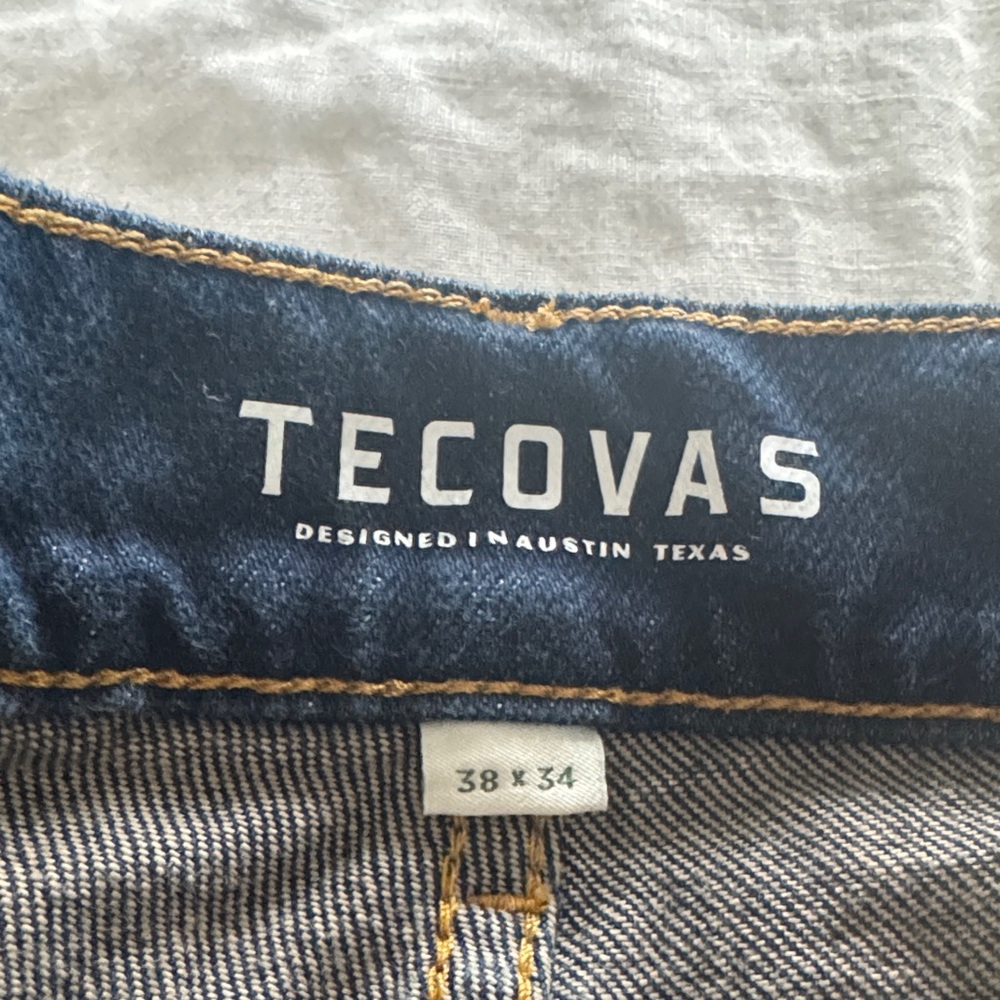 TECOVAS
DESIGNED IN AUSTIN TEXAS
38 x 34